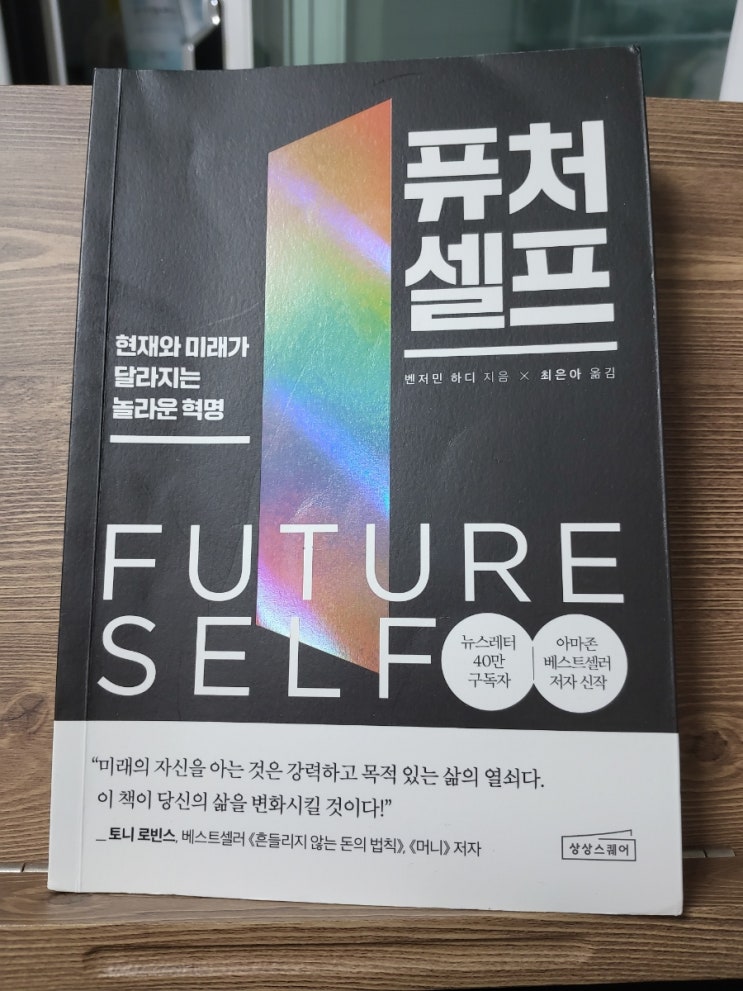 퓨처
셀프
벤저민 하디 지음 × 최은아 옮김
현재와 미래가
달라지는
놀라운 혁명
FUTURE
SELF
뉴스레터
40만
구독자
아마존
베스트셀러
저자 신작
“미래의 자신을 아는 것은 강력하고 목적 있는 삶의 열쇠다.
이 책이 당신의 삶을 변화시킬 것이다!”
_ 토니 로빈스, 베스트셀러 《흔들리지 않는 돈의 법칙》, 《머니》 저자
상상스퀘어